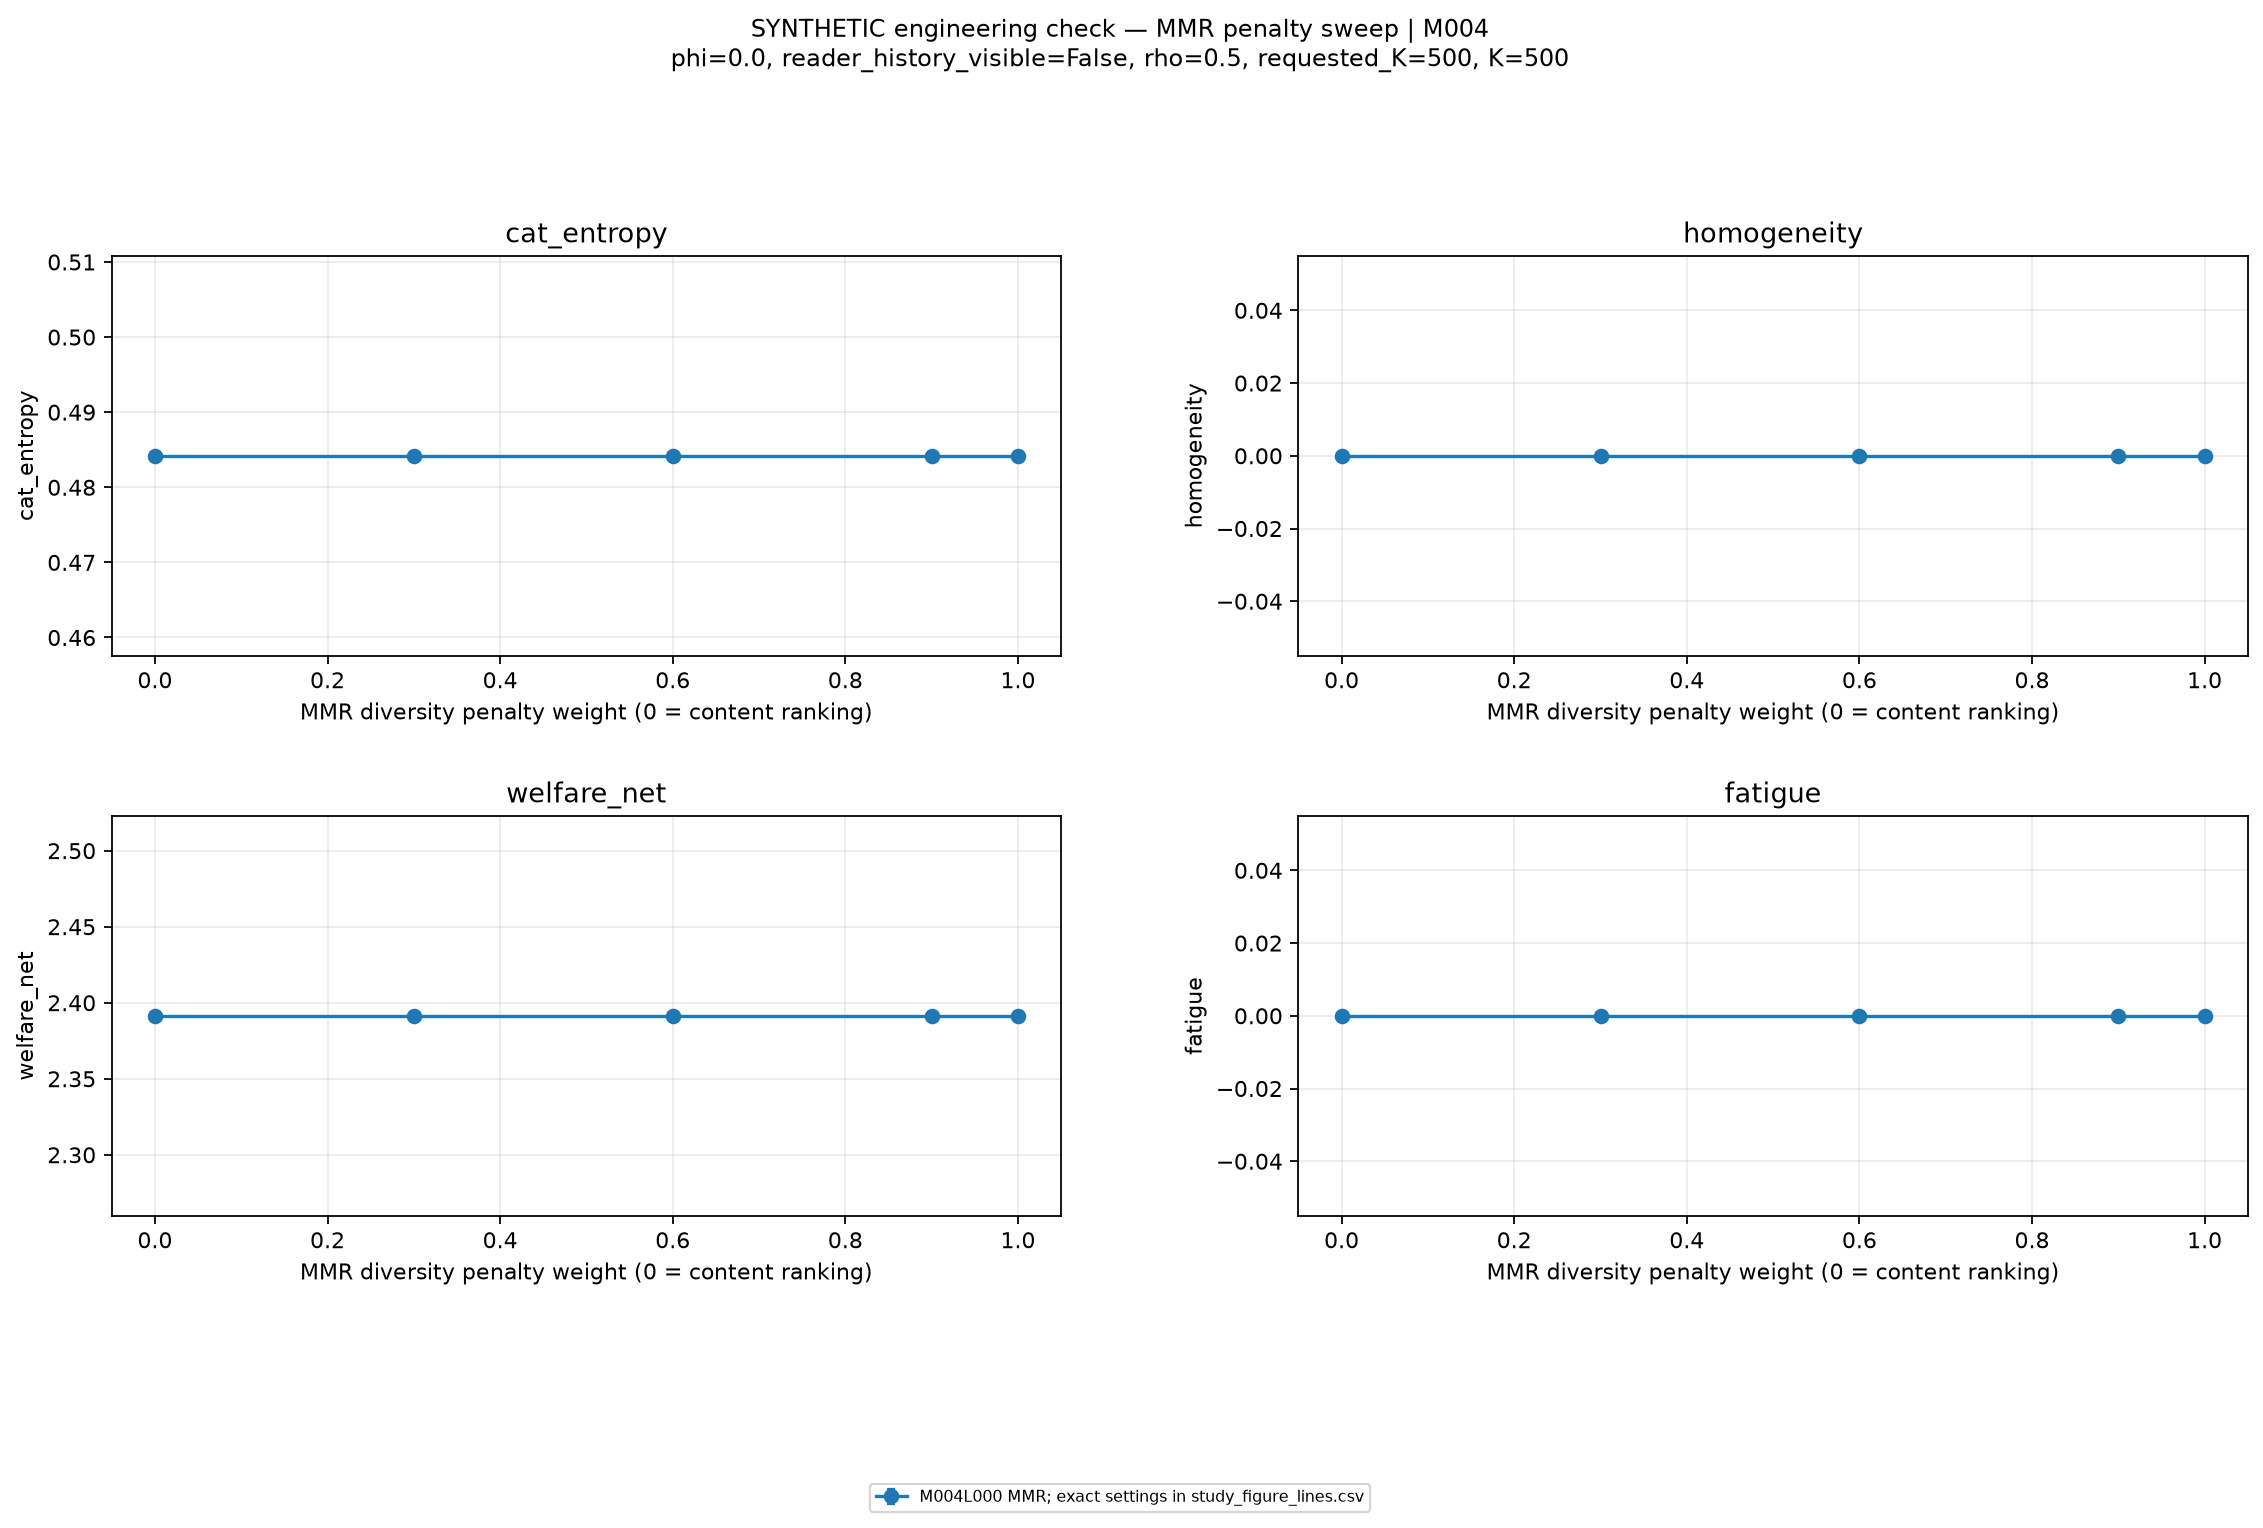 SYNTHETIC engineering check — MMR penalty sweep | M004
phi=0.0, reader_history_visible=False, rho=0.5, requested_K=500, K=500
cat_entropy
0.51
0.50
0.49
0.48
0.47
0.46
cat_entropy
0.0 0.2 0.4 0.6 0.8 1.0
MMR diversity penalty weight (0 = content ranking)
homogeneity
0.04
0.02
0.00
−0.02
−0.04
homogeneity
0.0 0.2 0.4 0.6 0.8 1.0
MMR diversity penalty weight (0 = content ranking)
welfare_net
2.50
2.45
2.40
2.35
2.30
welfare_net
0.0 0.2 0.4 0.6 0.8 1.0
MMR diversity penalty weight (0 = content ranking)
fatigue
0.04
0.02
0.00
−0.02
−0.04
fatigue
0.0 0.2 0.4 0.6 0.8 1.0
MMR diversity penalty weight (0 = content ranking)
M004L000 MMR; exact settings in study_figure_lines.csv